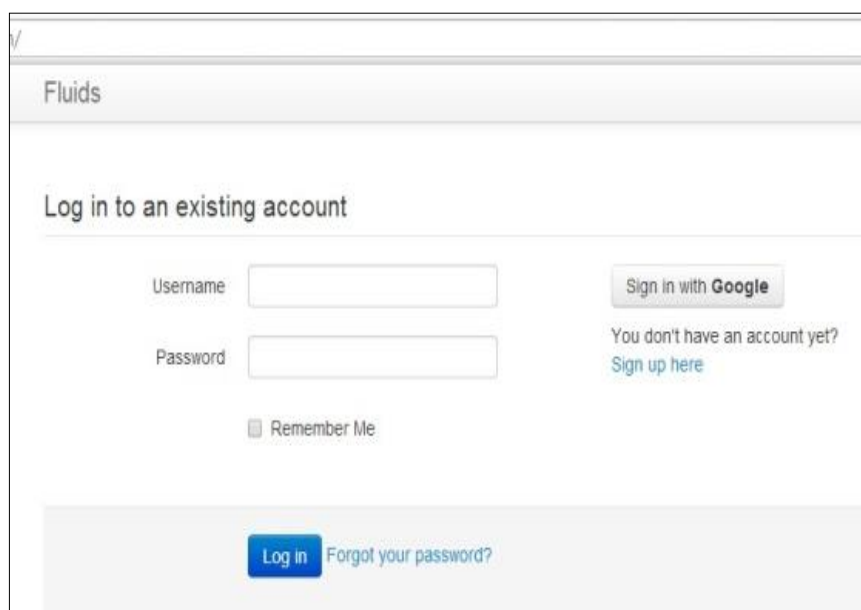 /
Fluids
Log in to an existing account
Username
Sign in with Google
You don't have an account yet?
Password
Sign up here
Remember Me
Log in Forgot your password?